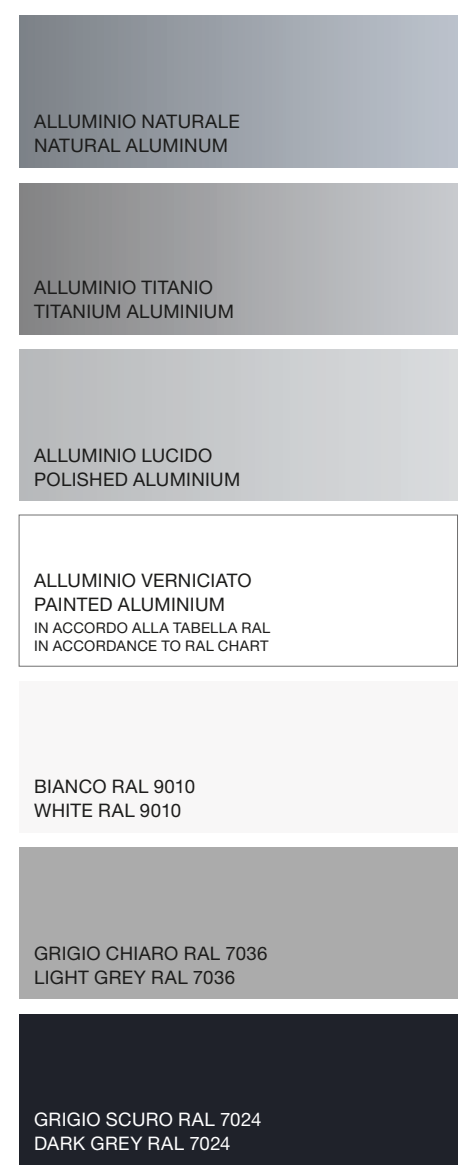 ALLUMINIO NATURALE
NATURAL ALUMINUM
ALLUMINIO TITANIO
TITANIUM ALUMINIUM
ALLUMINIO LUCIDO
POLISHED ALUMINIUM
ALLUMINIO VERNICIATO
PAINTED ALUMINIUM
IN ACCORDO ALLA TABELLA RAL
IN ACCORDANCE TO RAL CHART
BIANCO RAL 9010
WHITE RAL 9010
GRIGIO CHIARO RAL 7036
LIGHT GREY RAL 7036
GRIGIO SCURO RAL 7024
DARK GREY RAL 7024